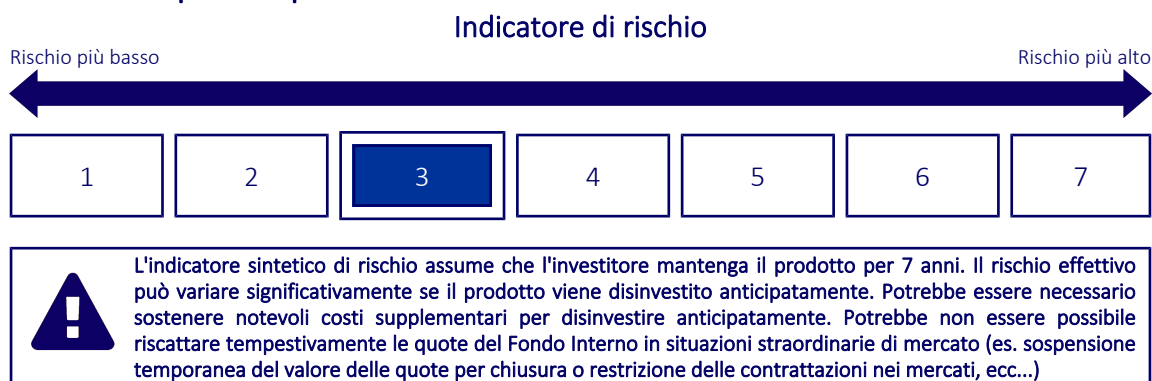 Indicatore di rischio
Rischio più basso
Rischio più alto
1
2
3
4
5
6
7
L'indicatore sintetico di rischio assume che l'investitore mantenga il prodotto per 7 anni. Il rischio effettivo
può variare significativamente se il prodotto viene disinvestito anticipatamente. Potrebbe essere necessario
sostenere notevoli costi supplementari per disinvestire anticipatamente. Potrebbe non essere possibile
riscattare tempestivamente le quote del Fondo Interno in situazioni straordinarie di mercato (es. sospensione
temporanea del valore delle quote per chiusura o restrizione delle contrattazioni nei mercati, ecc...)